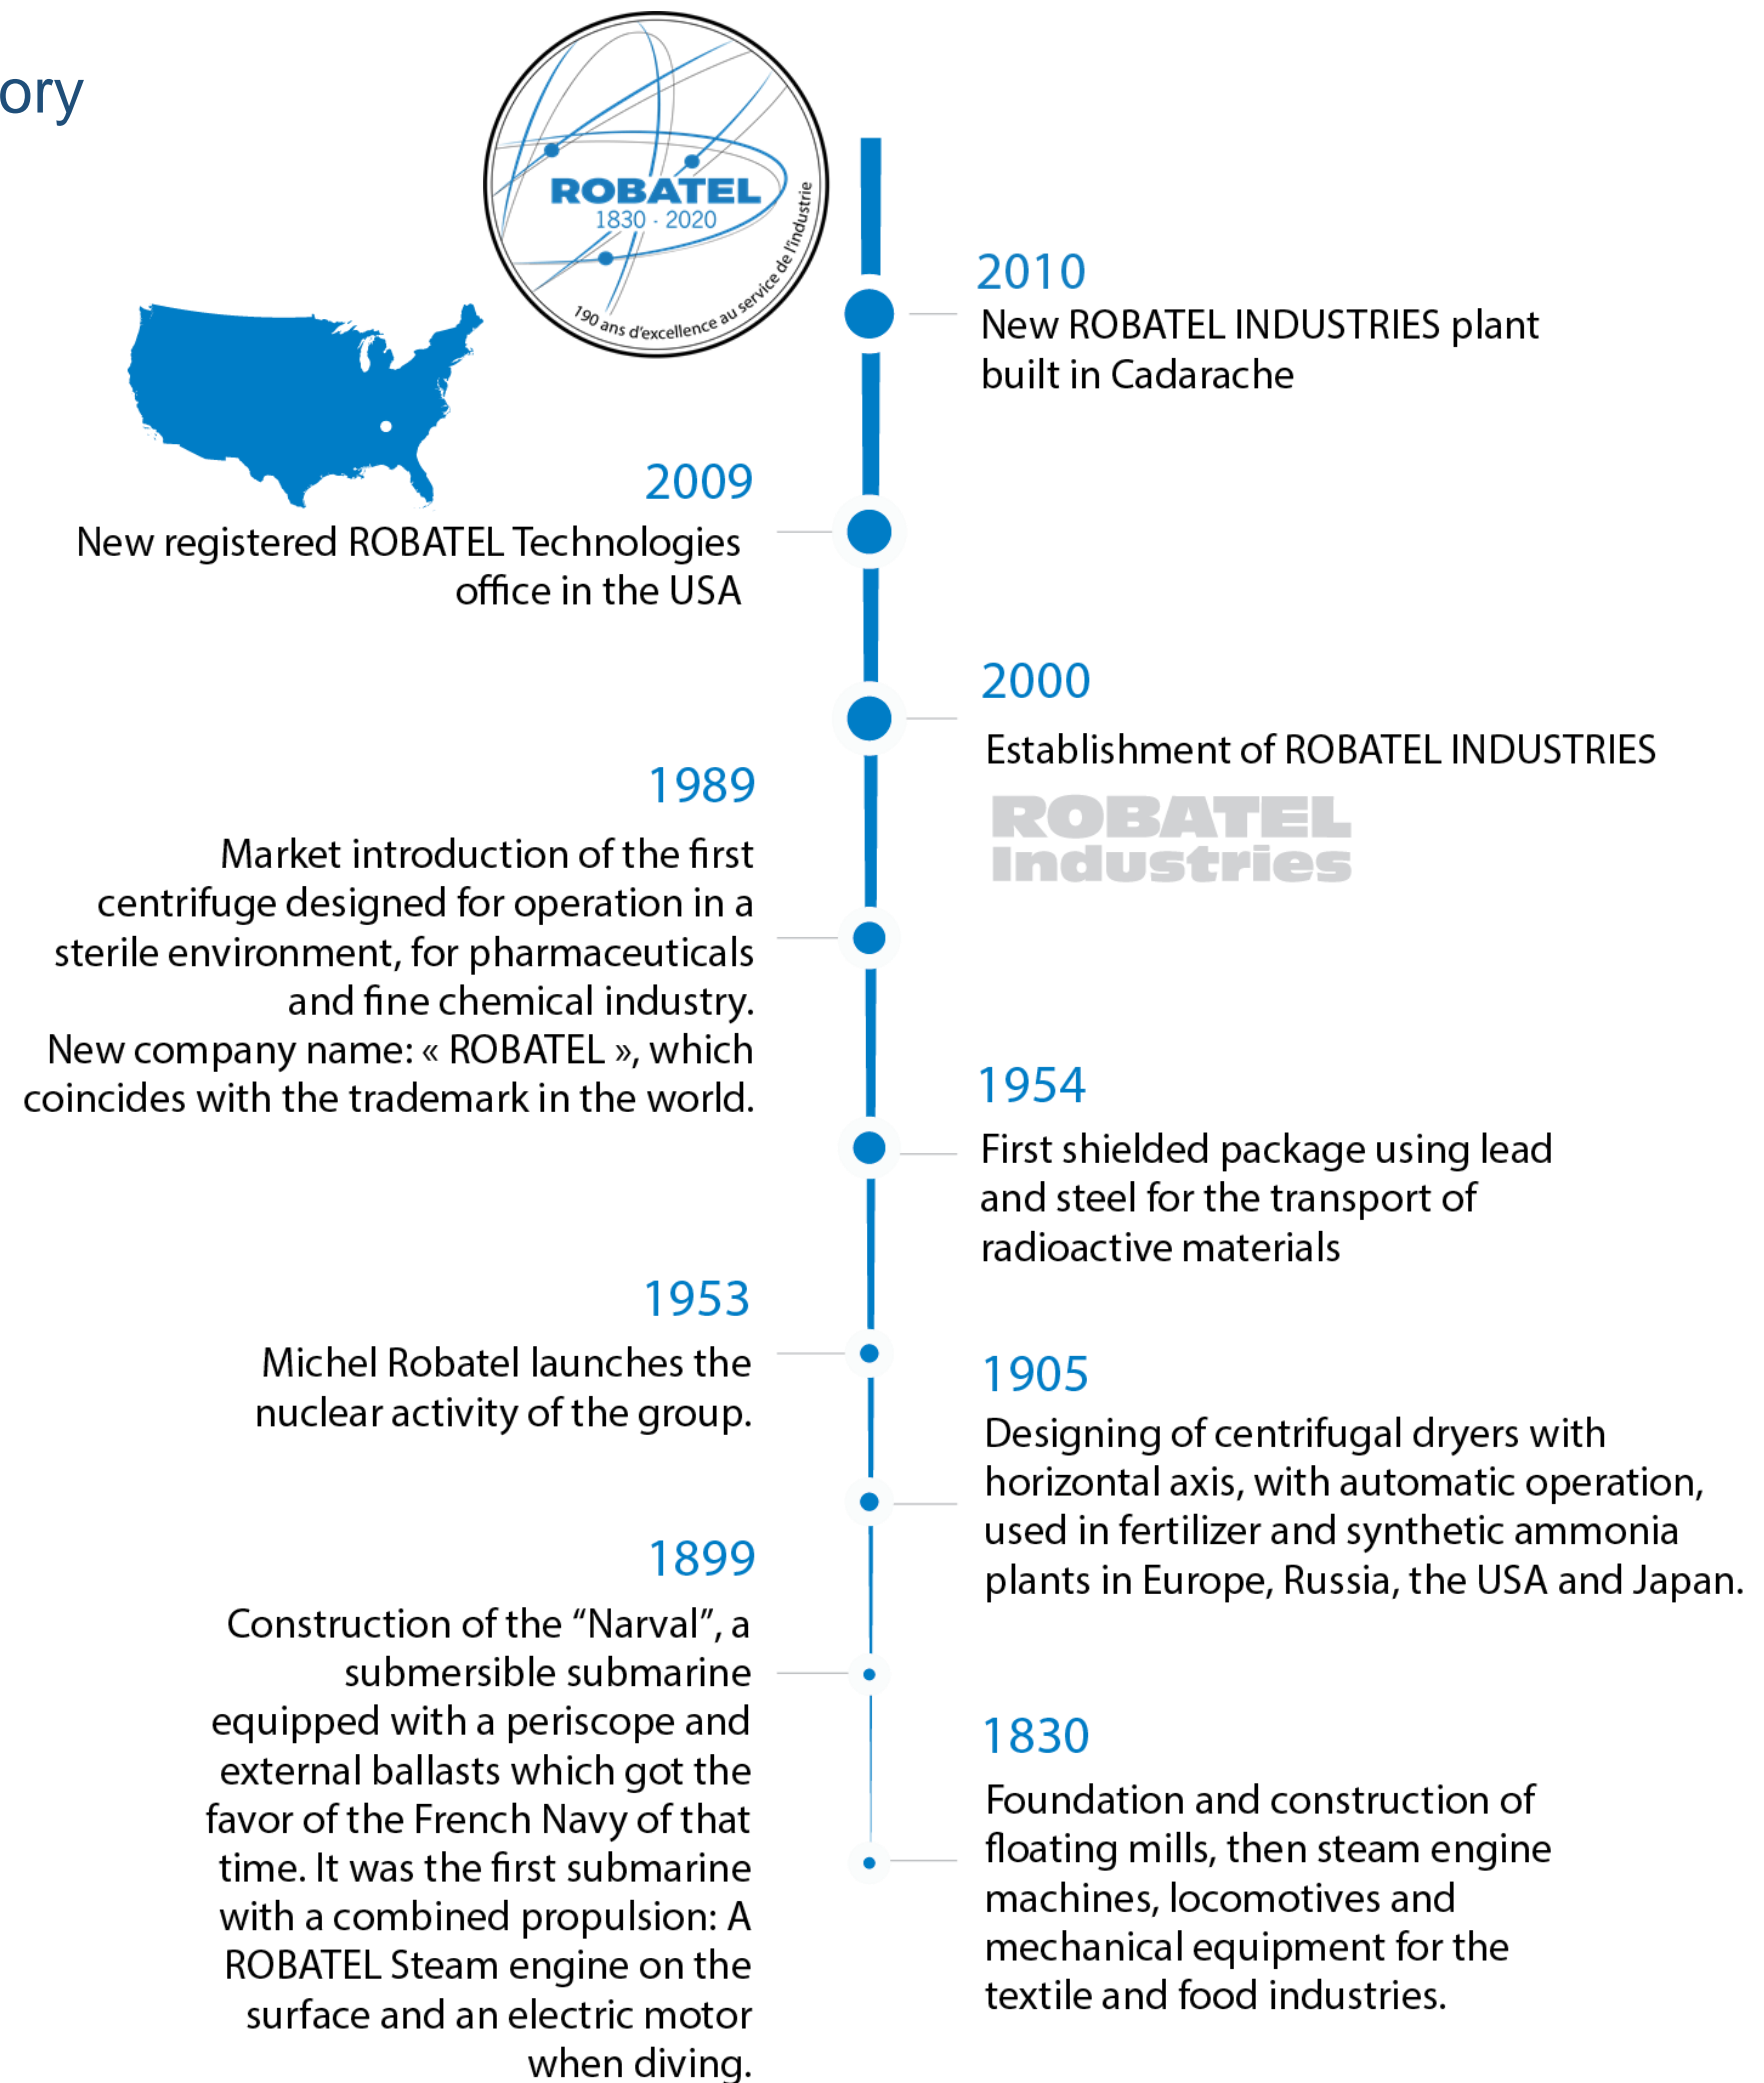 ory
ROBATEL
1830 - 2020
190 ans d'excellence au service de l'industrie
2010
New ROBATEL INDUSTRIES plant
built in Cadarache
2009
New registered ROBATEL Technologies
office in the USA
2000
Establishment of ROBATEL INDUSTRIES
ROBATEL
Industries
1989
Market introduction of the first
centrifuge designed for operation in a
sterile environment, for pharmaceuticals
and fine chemical industry.
New company name: « ROBATEL », which
coincides with the trademark in the world.
1954
First shielded package using lead
and steel for the transport of
radioactive materials
1953
Michel Robatel launches the
nuclear activity of the group.
1905
Designing of centrifugal dryers with
horizontal axis, with automatic operation,
used in fertilizer and synthetic ammonia
plants in Europe, Russia, the USA and Japan.
1899
Construction of the “Narval”, a
submersible submarine
equipped with a periscope and
external ballasts which got the
favor of the French Navy of that
time. It was the first submarine
with a combined propulsion: A
ROBATEL Steam engine on the
surface and an electric motor
when diving.
1830
Foundation and construction of
floating mills, then steam engine
machines, locomotives and
mechanical equipment for the
textile and food industries.